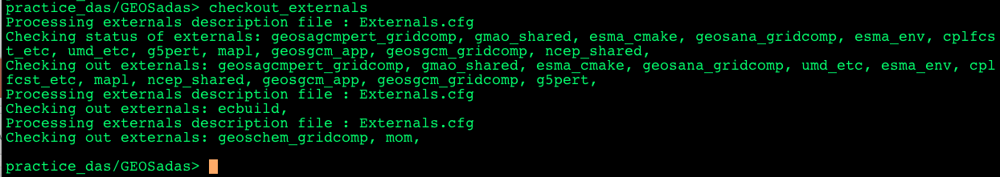 practice_das/GEOSadas> checkout_externals
Processing externals description file : Externals.cfg
Checking status of externals: geosagcmpert_gridcomp, gmao_shared, esma_cmake, geosana_gridcomp, esma_env, cplfcs
t_etc, umd_etc, g5pert, mapl, geosgcm_app, geosgcm_gridcomp, ncep_shared,
Checking out externals: geosagcmpert_gridcomp, gmao_shared, esma_cmake, geosana_gridcomp, umd_etc, esma_env, cpl
fcst_etc, mapl, ncep_shared, geosgcm_app, geosgcm_gridcomp, g5pert,
Processing externals description file : Externals.cfg
Checking out externals: ecbuild,
Processing externals description file : Externals.cfg
Checking out externals: geoschem_gridcomp, mom,
practice_das/GEOSadas>